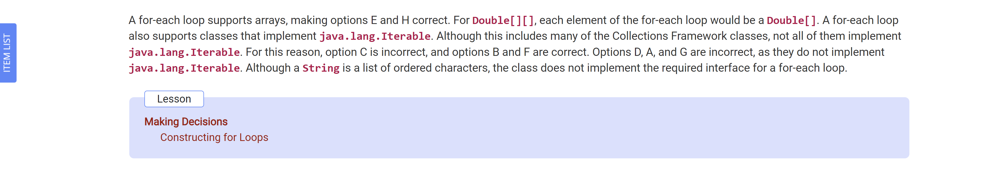 A for-each loop supports arrays, making options E and H correct. For Double[][], each element of the for-each loop would be a Double[]. A for-each loop
also supports classes that implement java.lang.Iterable. Although this includes many of the Collections Framework classes, not all of them implement
java.lang.Iterable. For this reason, option C is incorrect, and options B and F are correct. Options D, A, and G are incorrect, as they do not implement
java.lang.Iterable. Although a String is a list of ordered characters, the class does not implement the required interface for a for-each loop.
ITEM LIST
Lesson
Making Decisions
Constructing for Loops